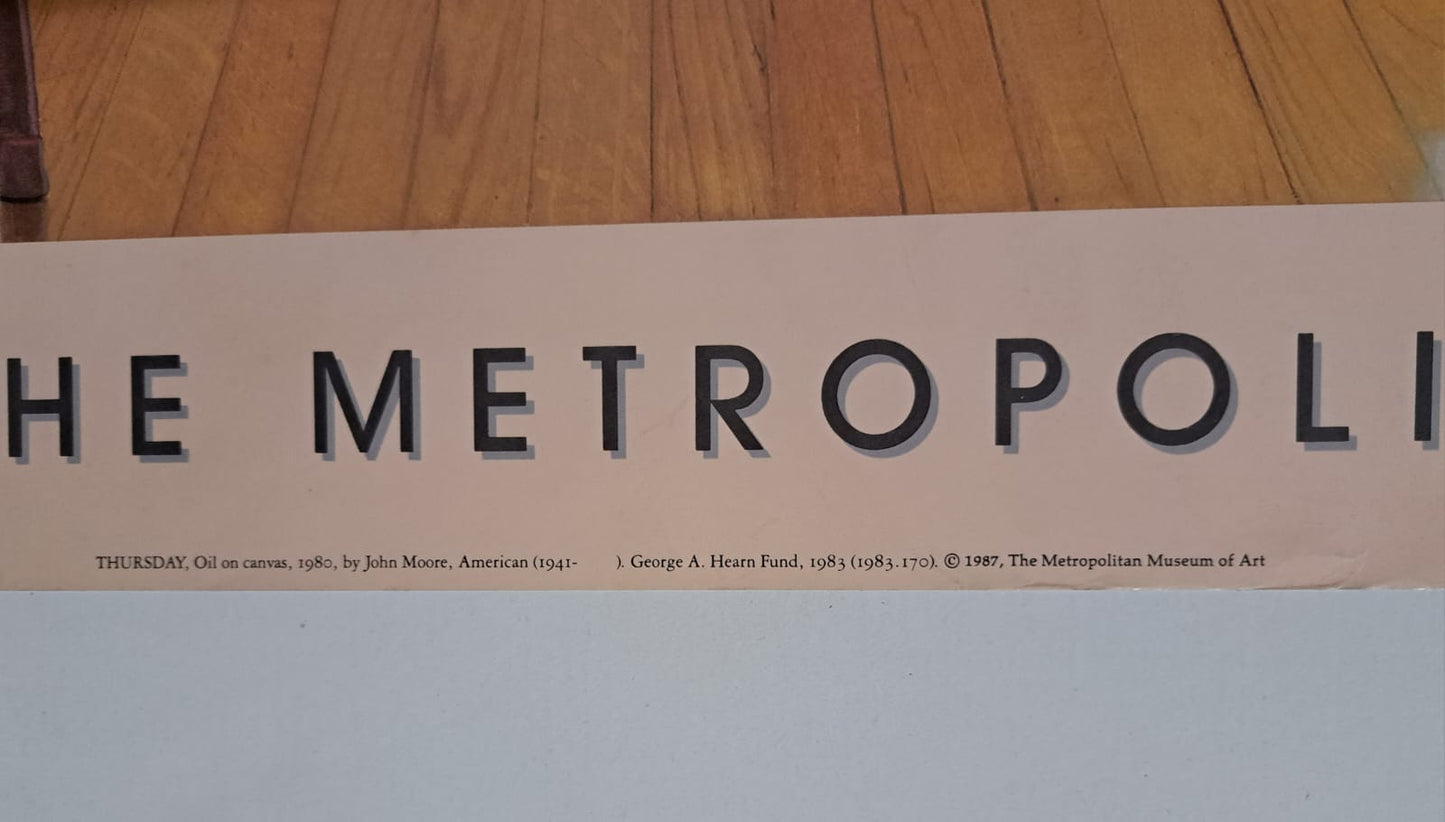 HE METROPOLI
THURSDAY, Oil on canvas, 1980, by John Moore, American (1941-      ). George A. Hearn Fund, 1983 (1983.170). © 1987, The Metropolitan Museum of Art